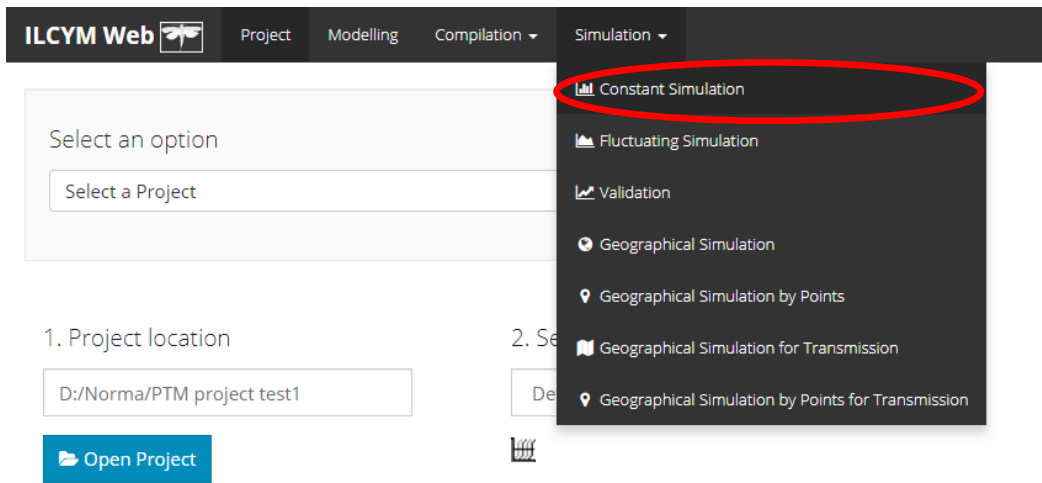 ILCYM Web Project Modelling Compilation Simulation
Constant Simulation
Fluctuating Simulation
Validation
Geographical Simulation
Geographical Simulation by Points
Geographical Simulation for Transmission
Geographical Simulation by Points for Transmission
Select an option
Select a Project
1. Project location
D:/Norma/PTM project test1
Open Project
2. Se
De